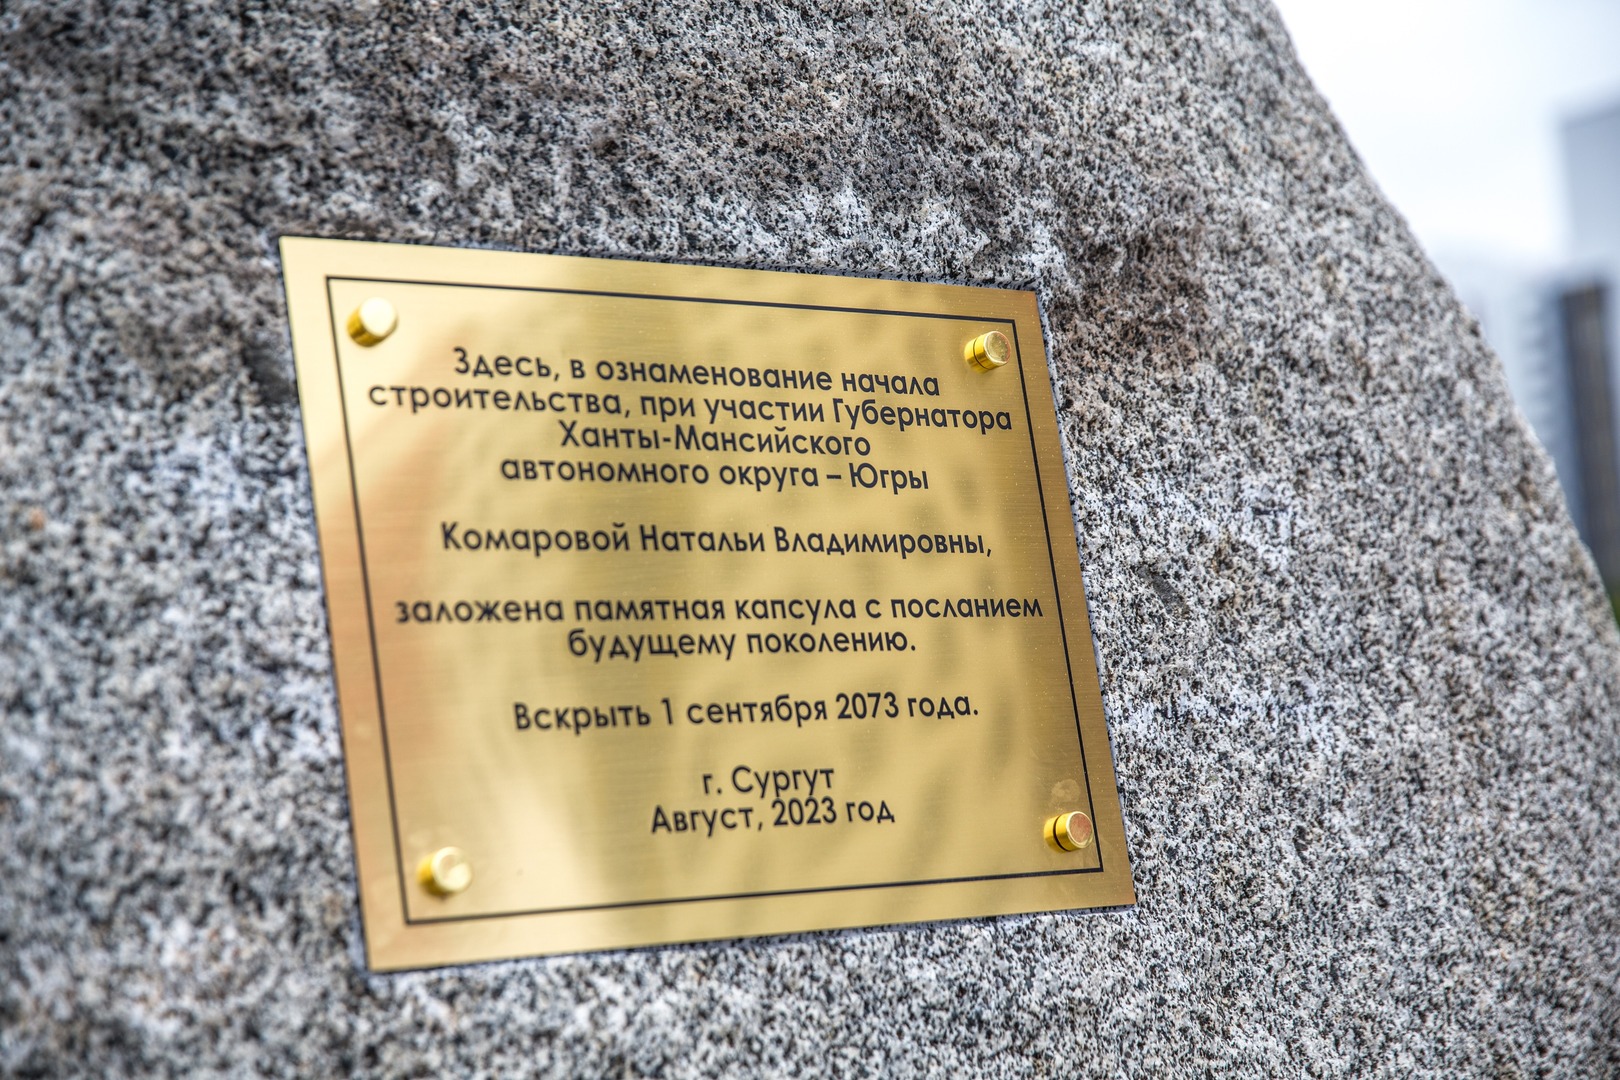 Здесь, в ознаменование начала
строительства, при участии Губернатора
Ханты-Мансийского
автономного округа – Югры
Комаровой Натальи Владимировны,
заложена памятная капсула с посланием
будущему поколению.
Вскрыть 1 сентября 2073 года.
г. Сургут
Август, 2023 год